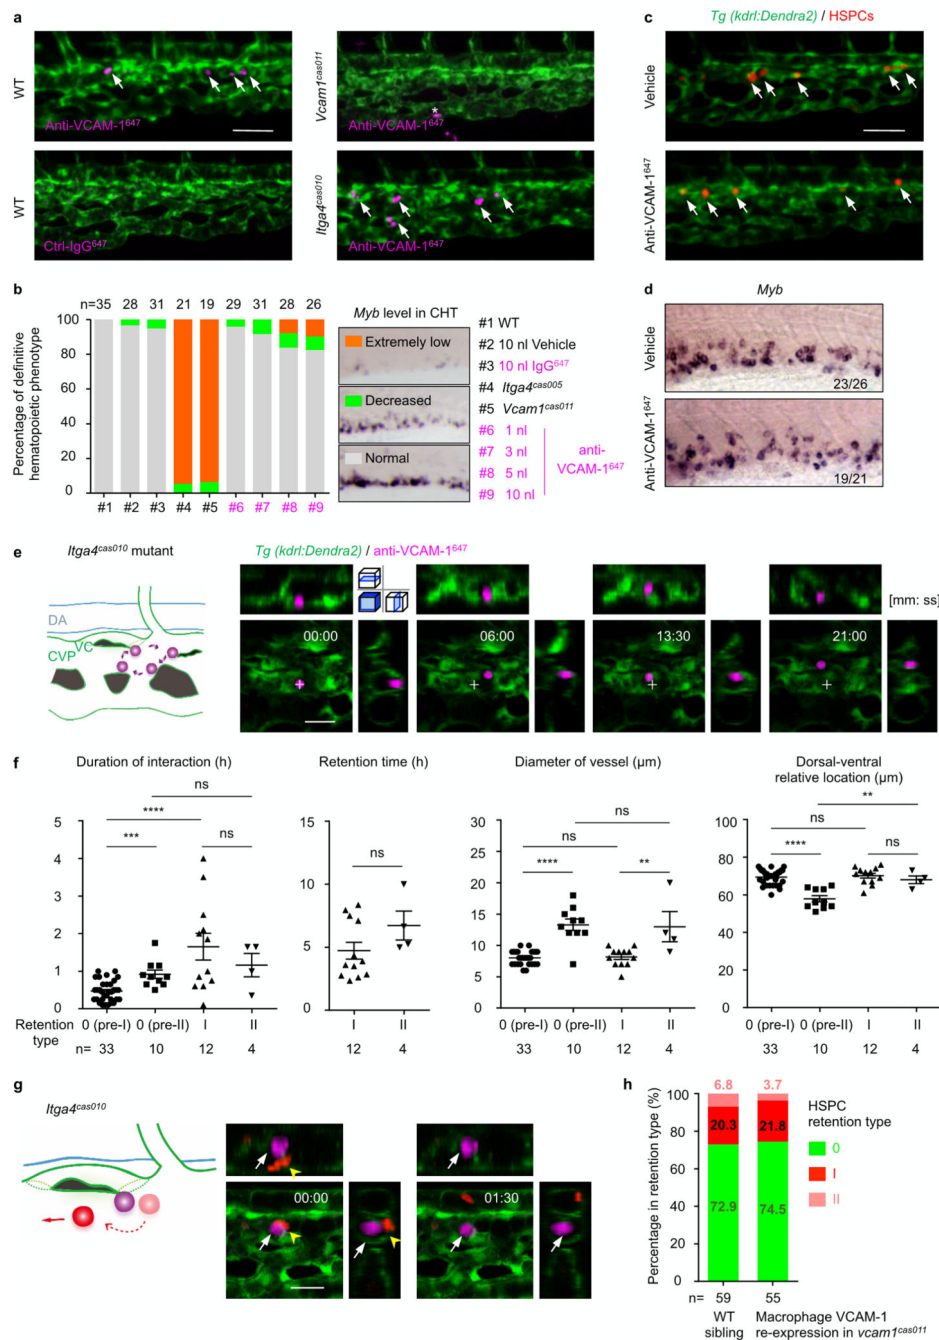 a
WT
Anti-VCAM-1⁶⁴⁷
Vcam1ᶜᵃˢ⁰¹¹
*
Anti-VCAM-1⁶⁴⁷
WT
Ctrl-IgG⁶⁴⁷
Itga4ᶜᵃˢ⁰¹⁰
Anti-VCAM-1⁶⁴⁷
c
Tg (kdrl:Dendra2) / HSPCs
Vehicle
Anti-VCAM-1⁶⁴⁷
b
n=35 28 31 21 19 29 31 28 26
Percentage of definitive
hematopoietic phenotype
100
80
60
40
20
0
#1 #2 #3 #4 #5 #6 #7 #8 #9
Myb level in CHT
Extremely low
Decreased
Normal
#1 WT
#2 10 nl Vehicle
#3 10 nl IgG⁶⁴⁷
#4 Itga4ᶜᵃˢ⁰⁰⁵
#5 Vcam1ᶜᵃˢ⁰¹¹
#6 1 nl
#7 3 nl
#8 5 nl
#9 10 nl
anti-
VCAM-1⁶⁴⁷
d
Myb
Vehicle
23/26
Anti-VCAM-1⁶⁴⁷
19/21
e
Itga4ᶜᵃˢ⁰¹⁰ mutant
DA
VC
CVP
Tg (kdrl:Dendra2) / anti-VCAM-1⁶⁴⁷
[mm: ss]
00:00
06:00
13:30
21:00
f
Duration of interaction (h)
ns
****
***
ns
5
4
3
2
1
0
Retention
type
0 (pre-I) 0 (pre-II) I II
n= 33 10 12 4
Retention time (h)
ns
15
10
5
0
I II
12 4
Diameter of vessel (µm)
ns
ns
****
**
30
25
20
15
10
5
0
0 (pre-I) 0 (pre-II) I II
33 10 12 4
Dorsal-ventral
relative location (µm)
**
ns
****
ns
100
80
60
40
20
0
0 (pre-I) 0 (pre-II) I II
33 10 12 4
g
Itga4ᶜᵃˢ⁰¹⁰
00:00
01:30
h
Percentage in retention type (%)
100
80
60
40
20
0
6.8 3.7
20.3 21.8
72.9 74.5
HSPC
retention type
0
I
II
n= 59 55
WT
sibling
Macrophage VCAM-1
re-expression in vcam1ᶜᵃˢ⁰¹¹